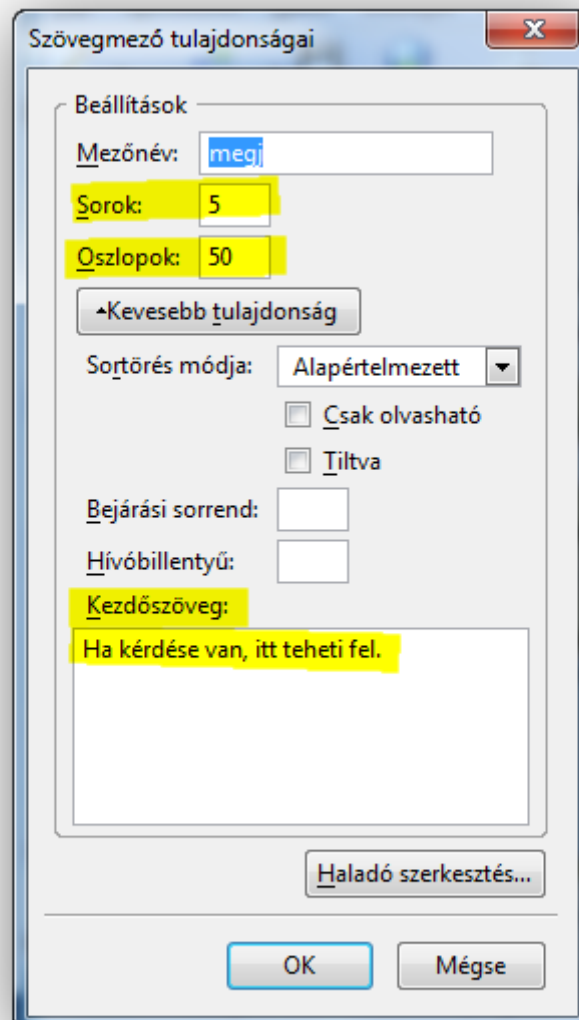 Szövegmező tulajdonságai
Beállítások
Mezőnév: megj
Sorok: 5
Oszlopok: 50
Kevesebb tulajdonság
Sortörés módja: Alapértelmezett
Csak olvasható
Tiltva
Bejárási sorrend:
Hívóbillentyű:
Kezdőszöveg:
Ha kérdése van, itt teheti fel.
Haladó szerkesztés...
OK Mégse